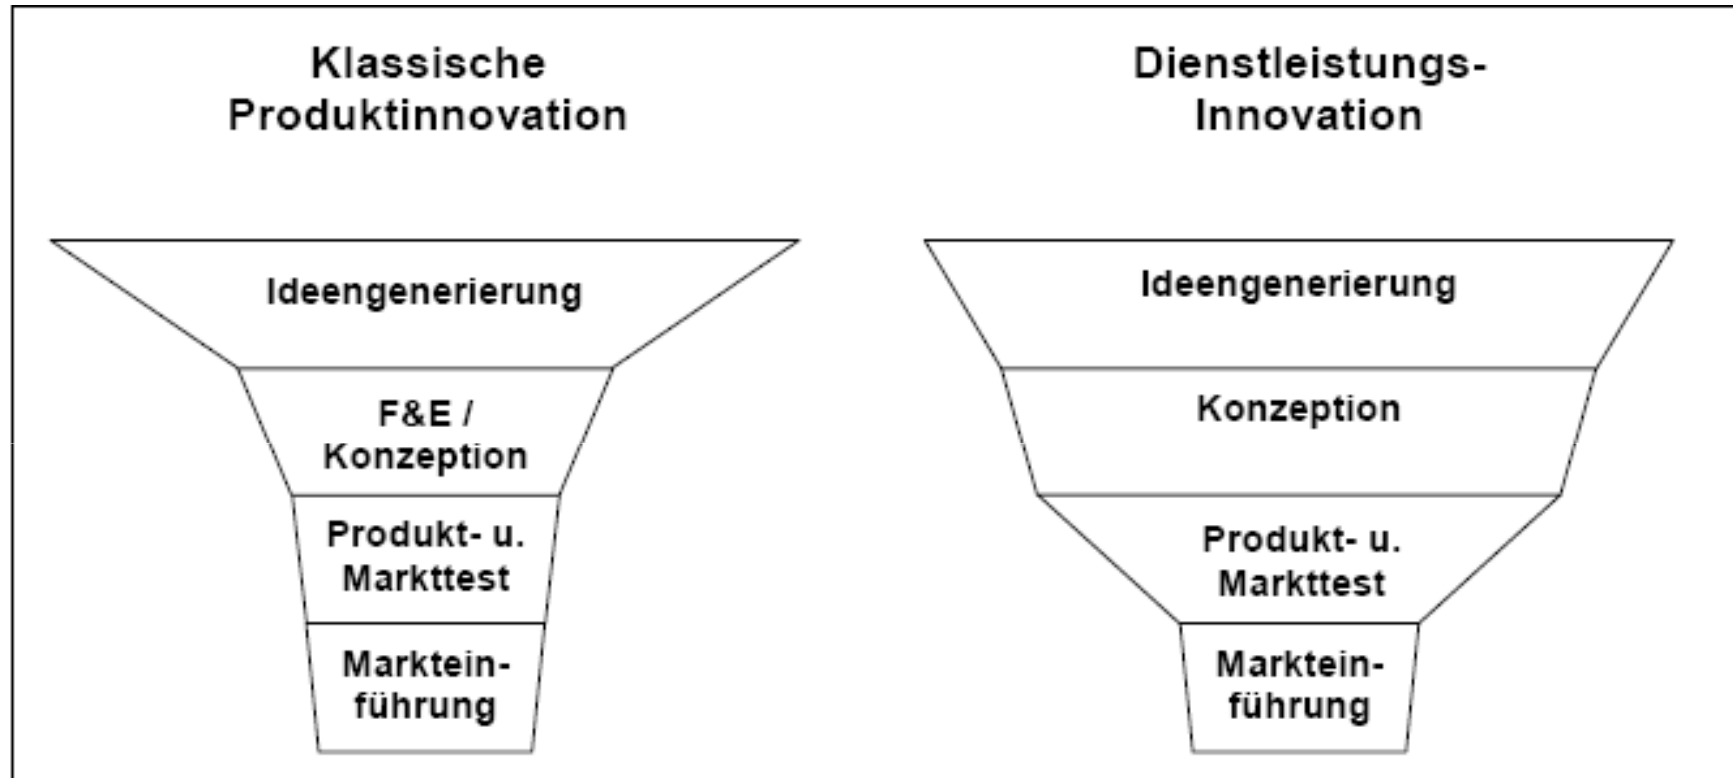 Klassische
Produktinnovation
Ideengenerierung
F&E /
Konzeption
Produkt- u.
Markttest
Marktein-
führung
Dienstleistungs-
Innovation
Ideengenerierung
Konzeption
Produkt- u.
Markttest
Marktein-
führung